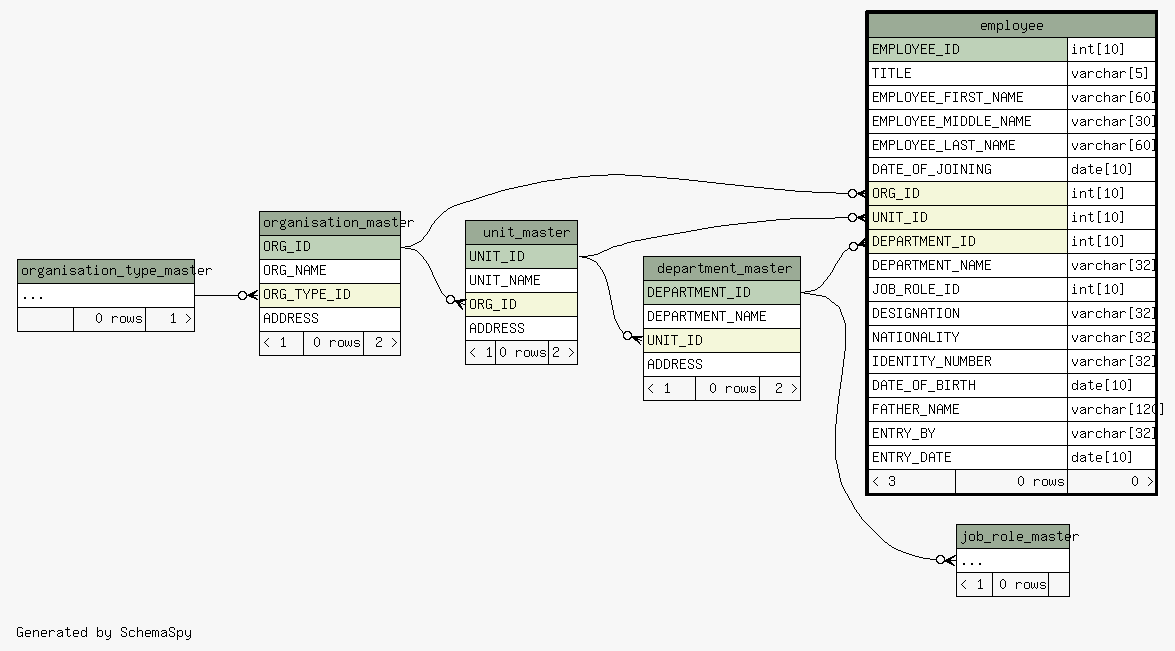 employee
EMPLOYEE_ID int[10]
TITLE varchar[5]
EMPLOYEE_FIRST_NAME varchar[60]
EMPLOYEE_MIDDLE_NAME varchar[30]
EMPLOYEE_LAST_NAME varchar[60]
DATE_OF_JOINING date[10]
ORG_ID int[10]
UNIT_ID int[10]
DEPARTMENT_ID int[10]
DEPARTMENT_NAME varchar[32]
JOB_ROLE_ID int[10]
DESIGNATION varchar[32]
NATIONALITY varchar[32]
IDENTITY_NUMBER varchar[32]
DATE_OF_BIRTH date[10]
FATHER_NAME varchar[120]
ENTRY_BY varchar[32]
ENTRY_DATE date[10]
< 3 0 rows 0 >
organisation_type_master
...
0 rows 1 >
organisation_master
ORG_ID
ORG_NAME
ORG_TYPE_ID
ADDRESS
< 1 0 rows 2 >
unit_master
UNIT_ID
UNIT_NAME
ORG_ID
ADDRESS
< 1 0 rows 2 >
department_master
DEPARTMENT_ID
DEPARTMENT_NAME
UNIT_ID
ADDRESS
< 1 0 rows 2 >
job_role_master
...
< 1 0 rows
Generated by SchemaSpy